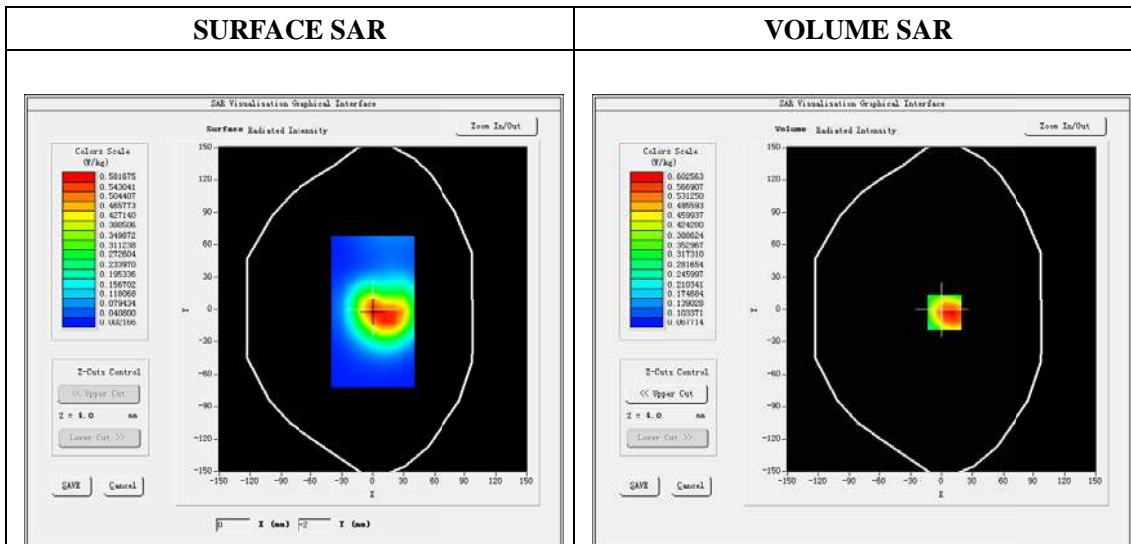 SURFACE SAR
VOLUME SAR
SAR Visualisation Graphical Interface
Surface Radiated Intensity
Zoom In/Out
Colors Scale
(W/kg)
0.581675
0.543041
0.504407
0.465773
0.427140
0.388506
0.349872
0.311238
0.272604
0.233970
0.195336
0.156702
0.118068
0.079434
0.040800
0.002166
150
120
90
60
30
0
-30
-60
-90
-120
-150
Y
-150 -120 -90 -60 -30 0 30 60 90 120 150
X
Z-Cuts Control
<< Upper Cut
Z = 4.0 mm
Lower Cut >>
SAVE
Cancel
0 X (mm) -2 Y (mm)
SAR Visualisation Graphical Interface
Volume Radiated Intensity
Zoom In/Out
Colors Scale
(W/kg)
0.602563
0.566907
0.531250
0.495593
0.459937
0.424280
0.388624
0.352967
0.317310
0.281654
0.245997
0.210341
0.174684
0.139028
0.103371
0.067714
150
120
90
60
30
0
-30
-60
-90
-120
-150
Y
-150 -120 -90 -60 -30 0 30 60 90 120 150
X
Z-Cuts Control
<< Upper Cut
Z = 4.0 mm
Lower Cut >>
SAVE
Cancel